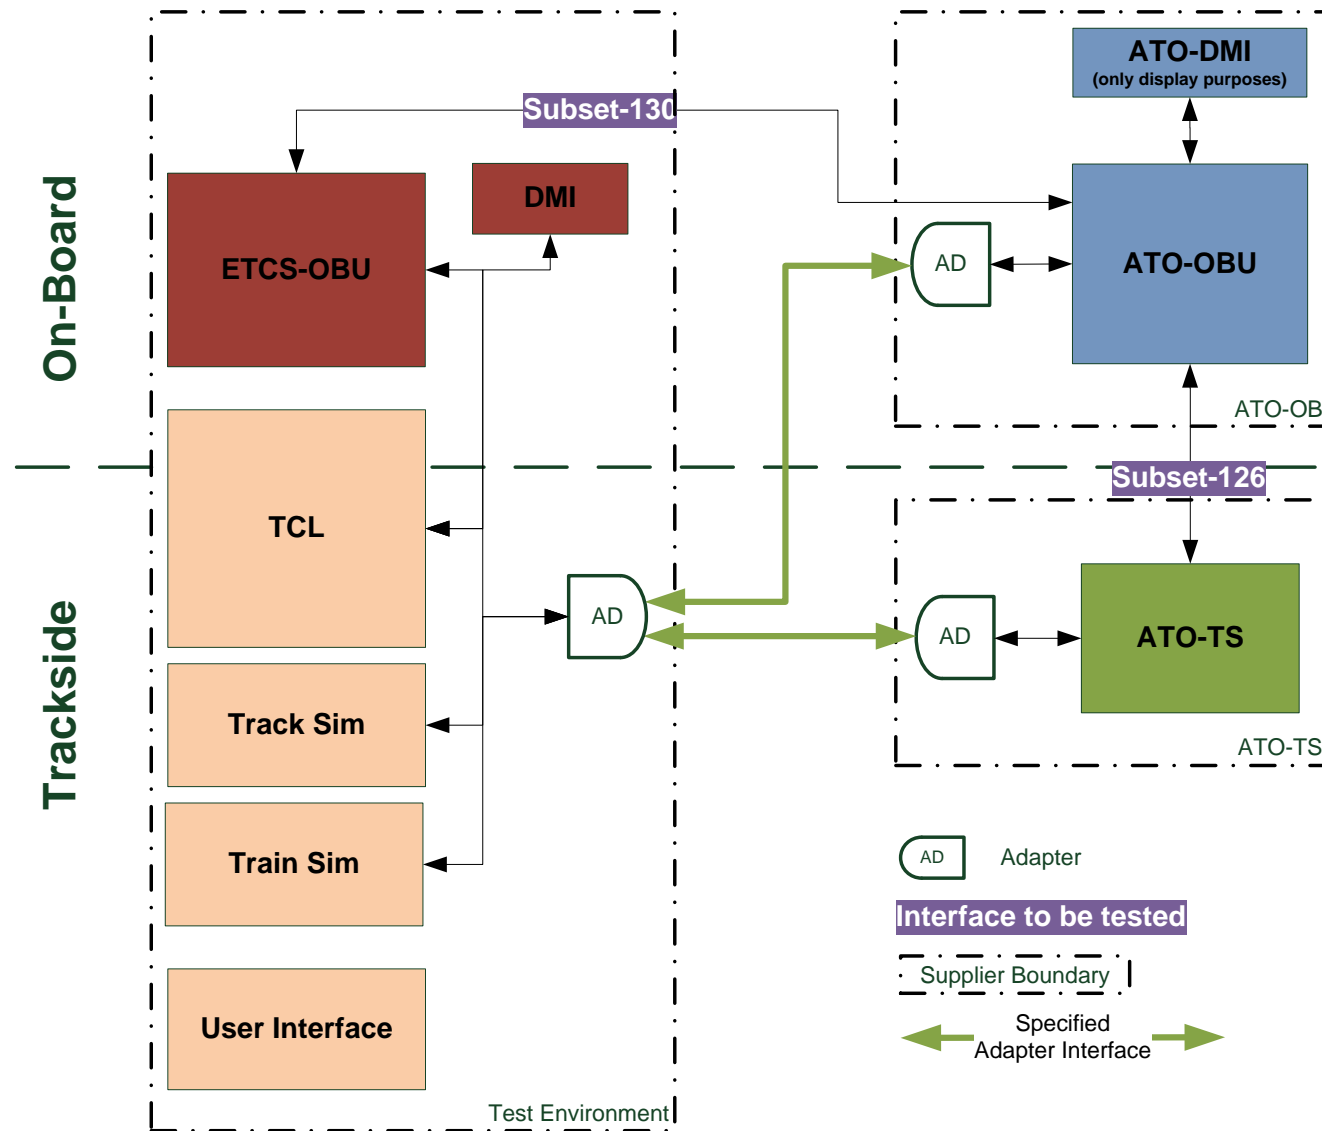 On-Board
Trackside
Subset-130
ETCS-OBU
DMI
TCL
AD
Track Sim
Train Sim
User Interface
Test Environment
ATO-DMI
(only display purposes)
AD
ATO-OBU
ATO-OB
Subset-126
AD
ATO-TS
ATO-TS
AD
Adapter
Interface to be tested
Supplier Boundary
Specified
Adapter Interface